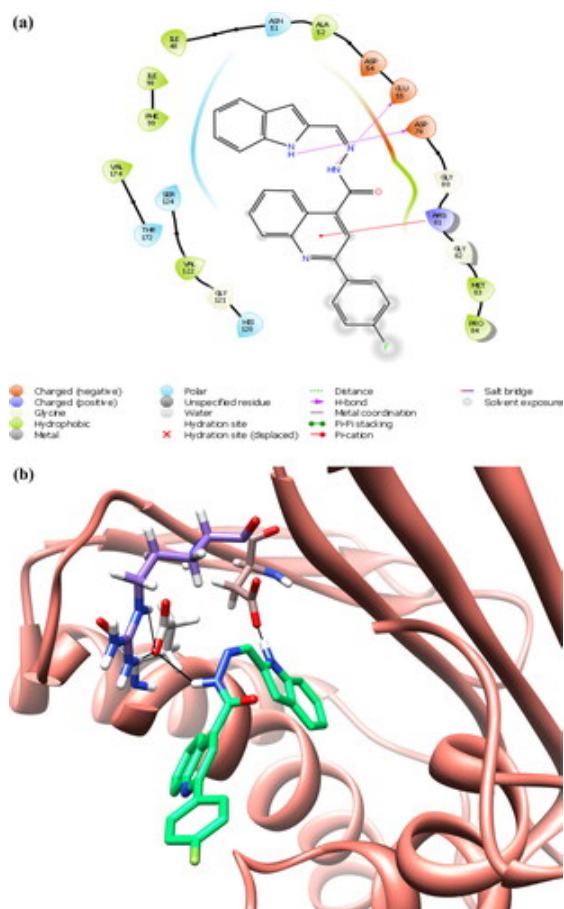 (a)
ASN
51
ALA
52
ILE
ASP
54
GLU
55
ILE
PHE
99
ASP
VAL
174
SER
124
GLY
80
ARG
81
THR
172
GLY
82
VAL
122
MET
83
GLY
121
PRO
84
HIS
120
N
H
N
HN
O
N
F
Charged (negative) Polar Distance Salt bridge
Charged (positive) Unspecified residue H-bond Solvent exposure
Glycine Water Metal coordination
Hydrophobic Hydration site Pi-Pi stacking
Metal Hydration site (displaced) Pi-cation
(b)